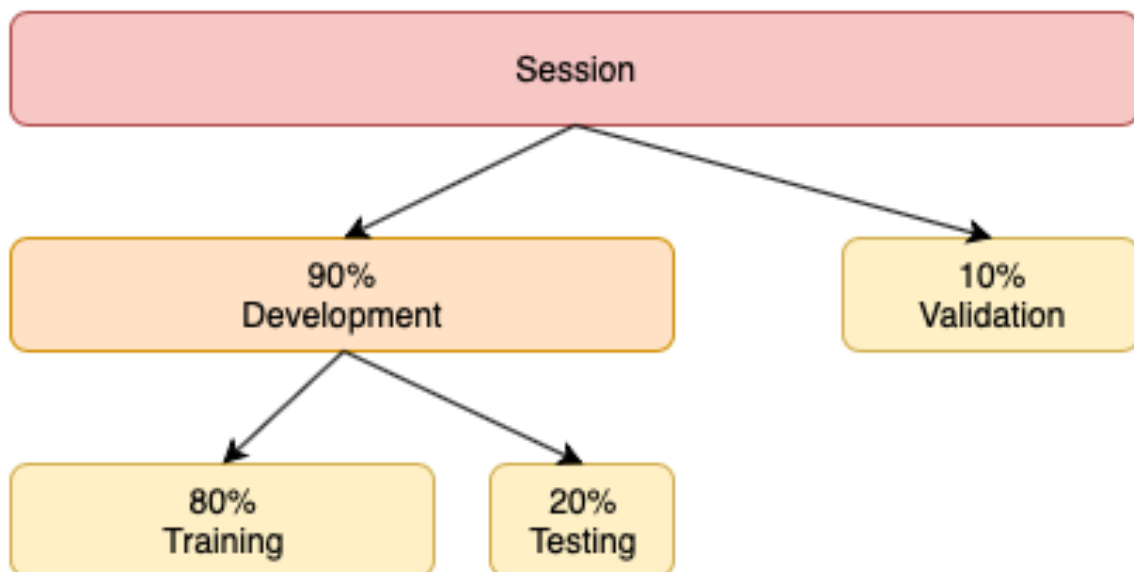 Session
90%
Development
10%
Validation
80%
Training
20%
Testing